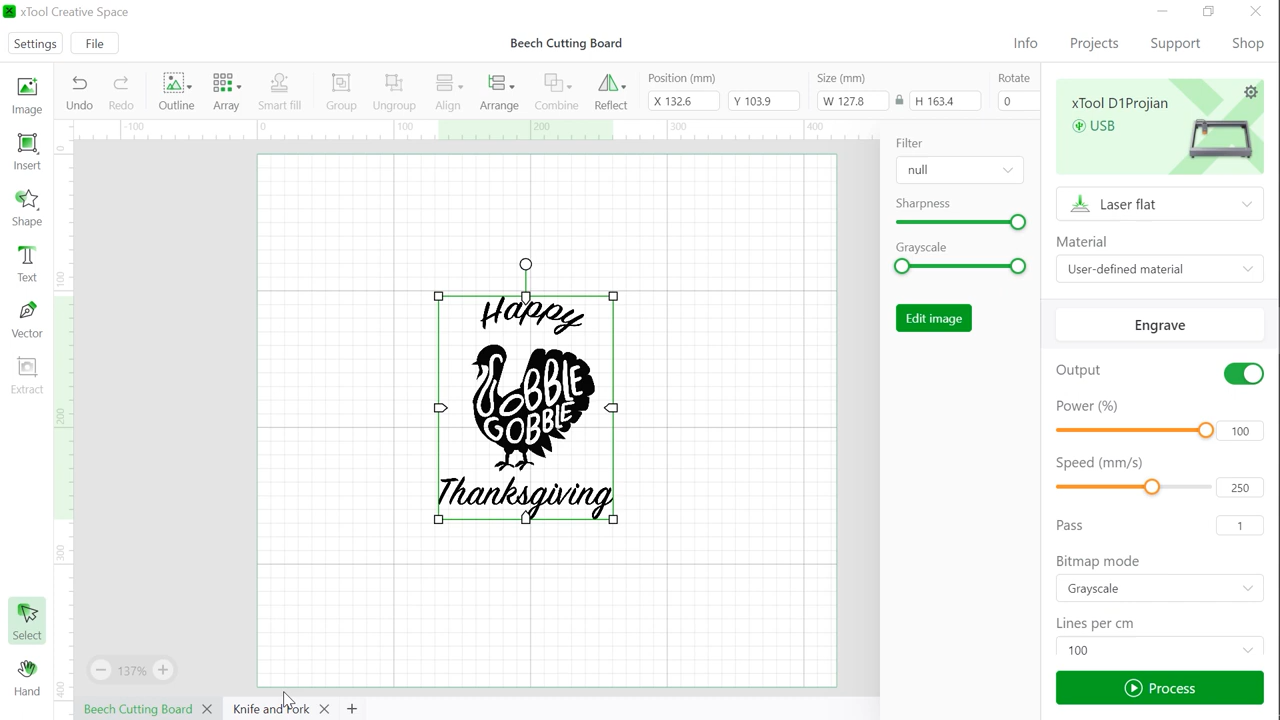 xTool Creative Space
Settings
File
Beech Cutting Board
Info
Projects
Support
Shop
Image
Insert
Shape
Text
Vector
Extract
Select
Hand
Undo
Redo
Outline
Array
Smart fill
Group
Ungroup
Align
Arrange
Combine
Reflect
Position (mm)
X 132.6
Y 103.9
Size (mm)
W 127.8
H 163.4
Rotate
0
-100
0
100
200
300
400
0
100
200
300
400
Happy
GOBBLE
GOBBLE
Thanksgiving
137%
Beech Cutting Board
Knife and Fork
Filter
null
Sharpness
Grayscale
Edit image
xTool D1Projian
USB
Laser flat
Material
User-defined material
Engrave
Output
Power (%)
100
Speed (mm/s)
250
Pass
1
Bitmap mode
Grayscale
Lines per cm
100
Process